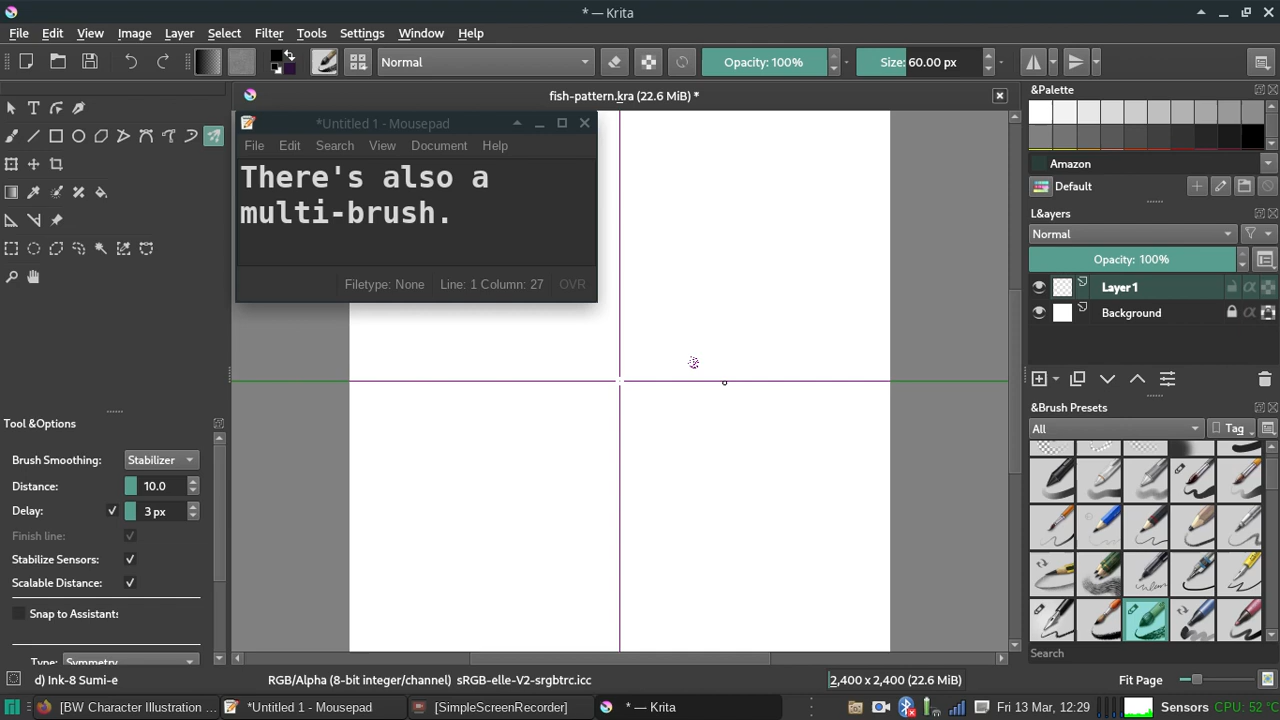 * — Krita
File Edit View Image Layer Select Filter Tools Settings Window Help
Normal Opacity: 100% Size: 60.00 px
fish-pattern.kra (22.6 MiB) *
*Untitled 1 - Mousepad
File Edit Search View Document Help
There's also a
multi-brush.
Filetype: None Line: 1 Column: 27 OVR
&Palette
Amazon
Default
L&ayers
Normal
Opacity: 100%
Layer 1
Background
&Brush Presets
All Tag
Search
Tool &Options
Brush Smoothing: Stabilizer
Distance: 10.0
Delay: 3 px
Finish line:
Stabilize Sensors:
Scalable Distance:
Snap to Assistants
Type: Symmetry
d) Ink-8 Sumi-e RGB/Alpha (8-bit integer/channel) sRGB-elle-V2-srgbtrc.icc 2,400 x 2,400 (22.6 MiB) Fit Page
[BW Character Illustration ... *Untitled 1 - Mousepad [SimpleScreenRecorder] * — Krita Fri 13 Mar, 12:29 Sensors CPU: 52 °C